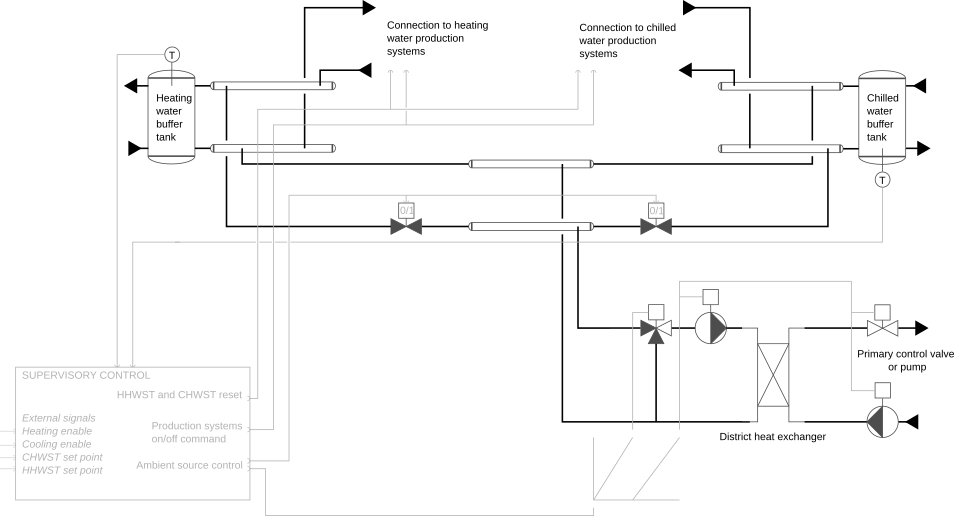 Connection to heating
water production
systems
Connection to chilled
water production
systems
T
Heating
water
buffer
tank
Chilled
water
buffer
tank
T
0/1
0/1
Primary control valve
or pump
District heat exchanger
SUPERVISORY CONTROL
HHWST and CHWST reset
External signals
Heating enable
Cooling enable
CHWST set point
HHWST set point
Production systems
on/off command
Ambient source control